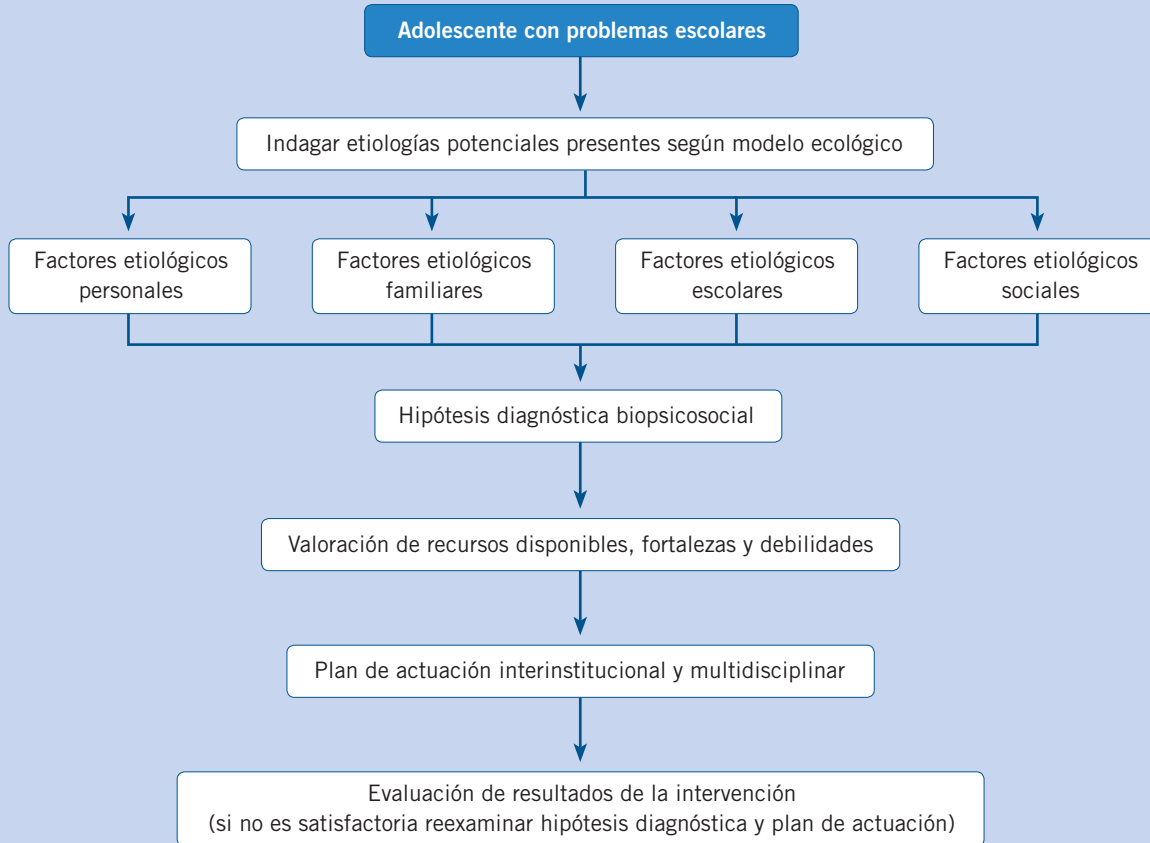 Adolescente con problemas escolares
Indagar etiologías potenciales presentes según modelo ecológico
Factores etiológicos
personales
Factores etiológicos
familiares
Factores etiológicos
escolares
Factores etiológicos
sociales
Hipótesis diagnóstica biopsicosocial
Valoración de recursos disponibles, fortalezas y debilidades
Plan de actuación interinstitucional y multidisciplinar
Evaluación de resultados de la intervención
(si no es satisfactoria reexaminar hipótesis diagnóstica y plan de actuación)